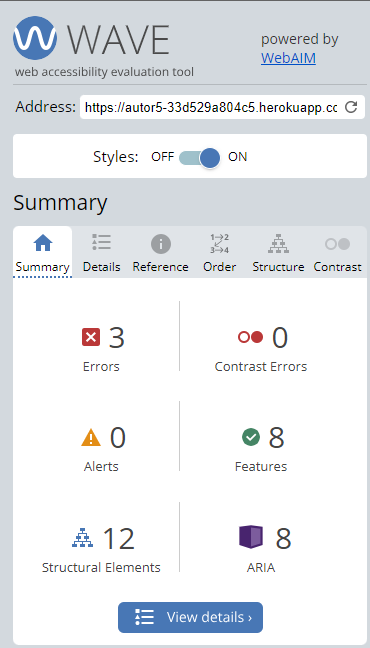 WAVE
web accessibility evaluation tool
powered by
WebAIM
Address: https://autor5-33d529a804c5.herokuapp.cc
Styles: OFF ON
Summary
Summary Details Reference Order Structure Contrast
3
Errors
0
Contrast Errors
0
Alerts
8
Features
12
Structural Elements
8
ARIA
View details ›